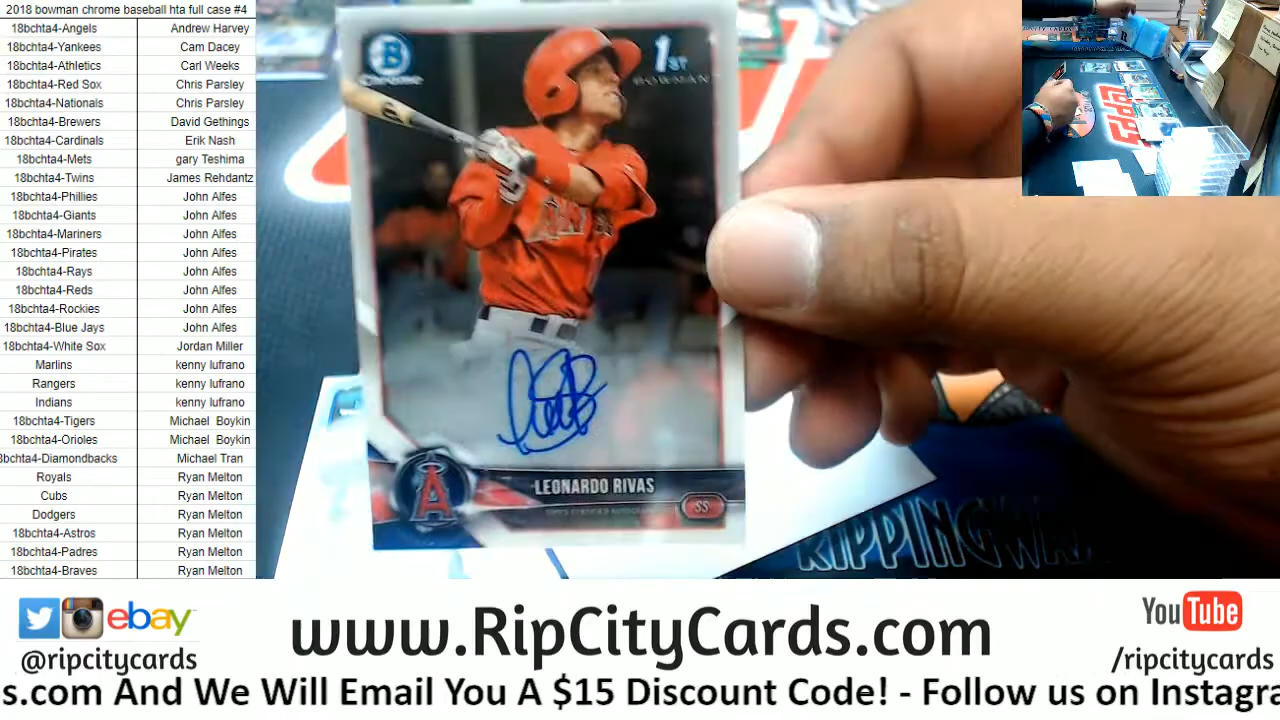 2018 bowman chrome baseball hta full case #4
18bchta4-Angels Andrew Harvey
18bchta4-Yankees Cam Dacey
18bchta4-Athletics Carl Weeks
18bchta4-Red Sox Chris Parsley
18bchta4-Nationals Chris Parsley
18bchta4-Brewers David Gethings
18bchta4-Cardinals Erik Nash
18bchta4-Mets gary Teshima
18bchta4-Twins James Rehdantz
18bchta4-Phillies John Alfes
18bchta4-Giants John Alfes
18bchta4-Mariners John Alfes
18bchta4-Pirates John Alfes
18bchta4-Rays John Alfes
18bchta4-Reds John Alfes
18bchta4-Rockies John Alfes
18bchta4-Blue Jays John Alfes
18bchta4-White Sox Jordan Miller
Marlins kenny lufrano
Rangers kenny lufrano
Indians kenny lufrano
18bchta4-Tigers Michael Boykin
18bchta4-Orioles Michael Boykin
8bchta4-Diamondbacks Michael Tran
Royals Ryan Melton
Cubs Ryan Melton
Dodgers Ryan Melton
18bchta4-Astros Ryan Melton
18bchta4-Padres Ryan Melton
18bchta4-Braves Ryan Melton
B
Chrome
1ST
BOWMAN
A
LEONARDO RIVAS
SS
ebay
@ripcitycards
www.RipCityCards.com
YouTube
/ripcitycards
s.com And We Will Email You A $15 Discount Code! - Follow us on Instagra